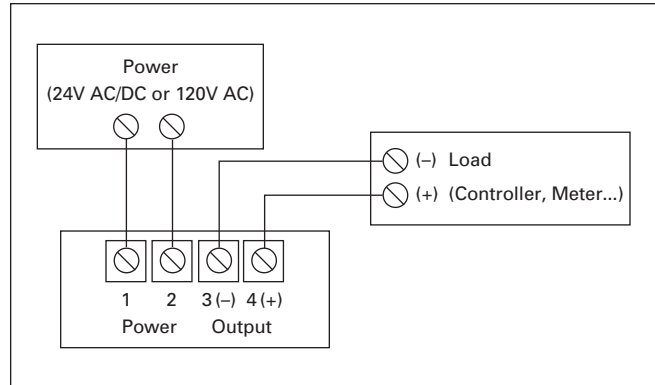 Power
(24V AC/DC or 120V AC)
(–) Load
(+) (Controller, Meter...)
1 2 3 (–) 4 (+)
Power Output